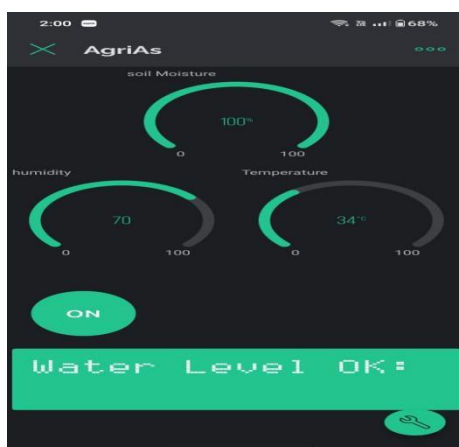 2:00 68%
AgriAs
soil Moisture
100%
0 100
humidity Temperature
70 34°C
0 100 0 100
ON
Water Level OK: